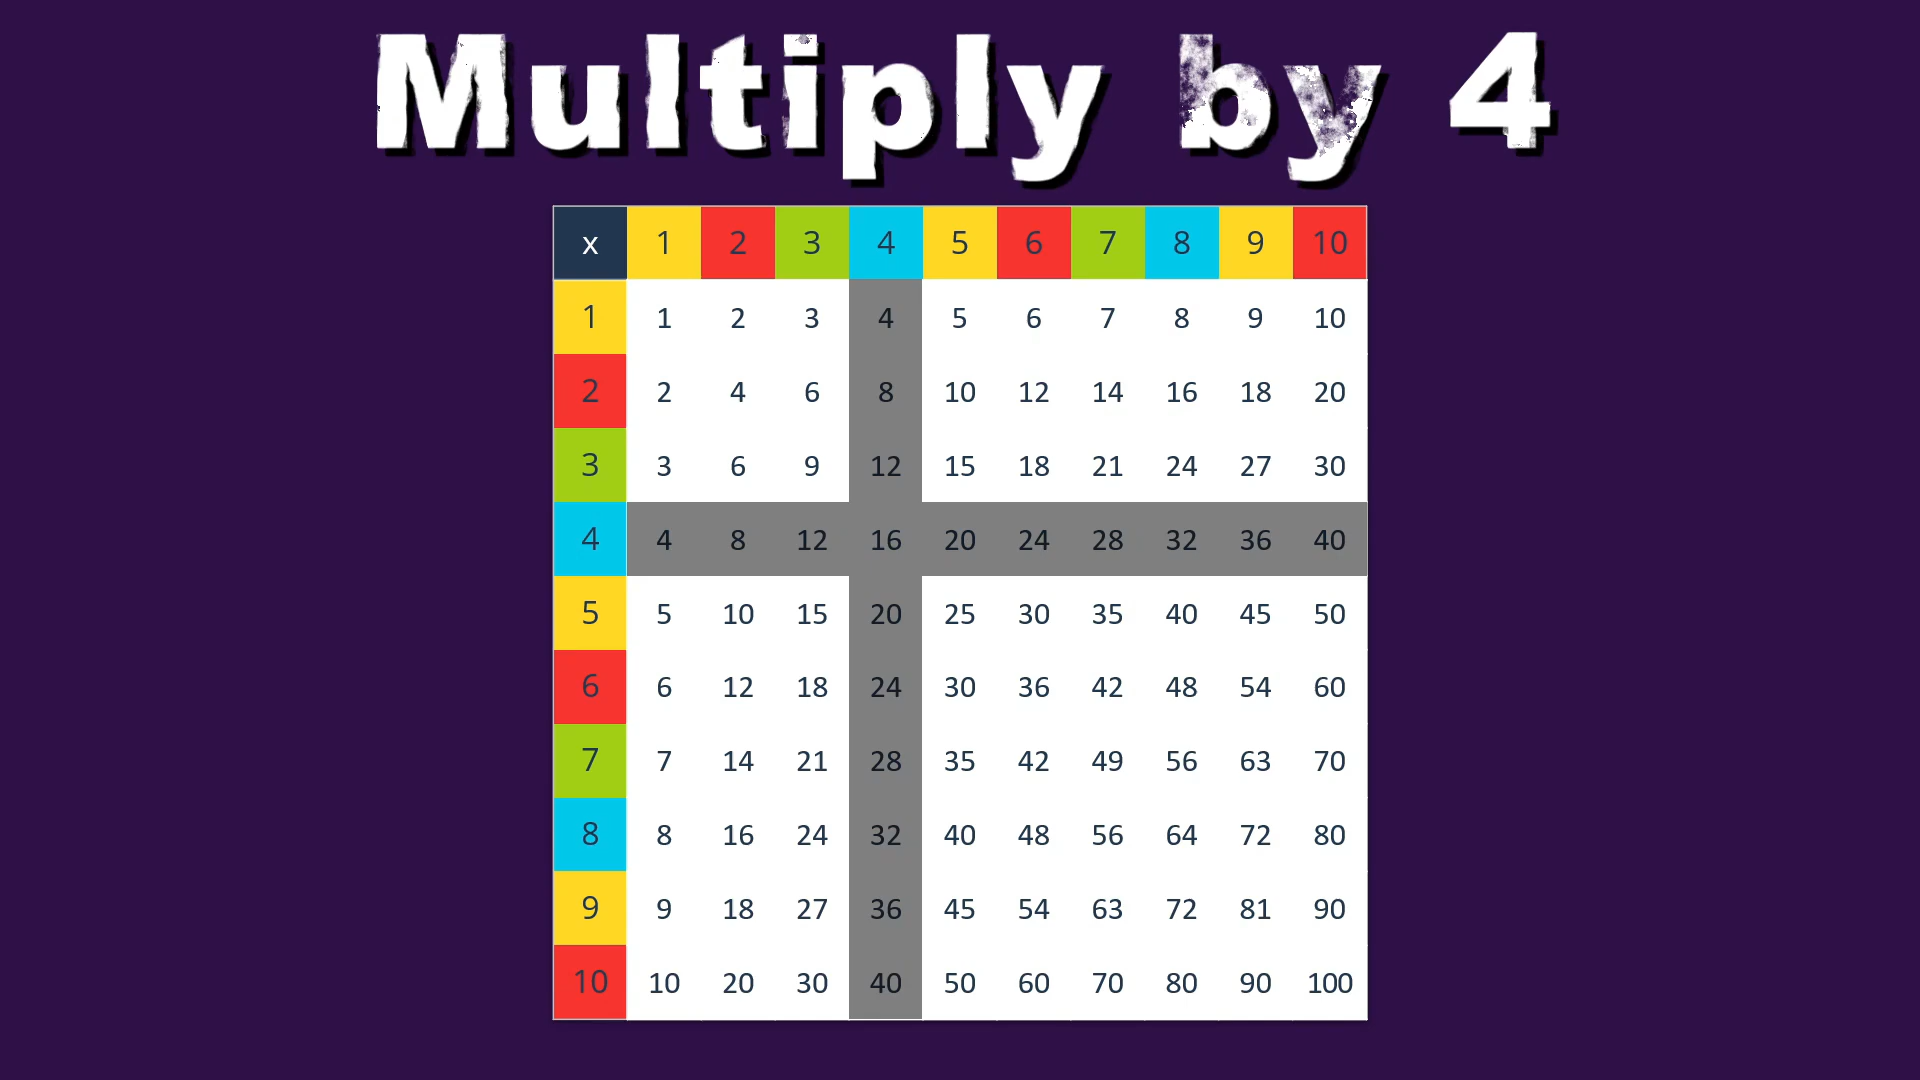 Multiply by 4
x 1 2 3 4 5 6 7 8 9 10
1 1 2 3 4 5 6 7 8 9 10
2 2 4 6 8 10 12 14 16 18 20
3 3 6 9 12 15 18 21 24 27 30
4 4 8 12 16 20 24 28 32 36 40
5 5 10 15 20 25 30 35 40 45 50
6 6 12 18 24 30 36 42 48 54 60
7 7 14 21 28 35 42 49 56 63 70
8 8 16 24 32 40 48 56 64 72 80
9 9 18 27 36 45 54 63 72 81 90
10 10 20 30 40 50 60 70 80 90 100